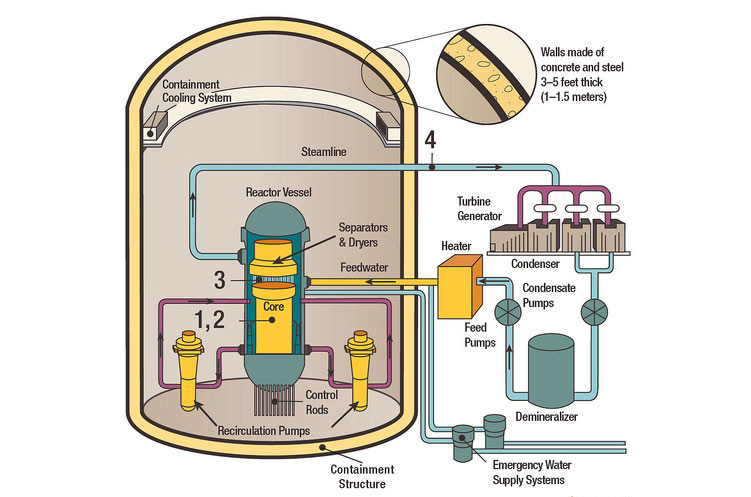 Walls made of
concrete and steel
3–5 feet thick
(1–1.5 meters)
Containment
Cooling System
4
Steamline
Reactor Vessel
Turbine
Generator
Separators
& Dryers
Heater
Condenser
Feedwater
3
Condensate
Pumps
Core
1,2
Feed
Pumps
Control
Rods
Demineralizer
Recirculation Pumps
Emergency Water
Supply Systems
Containment
Structure